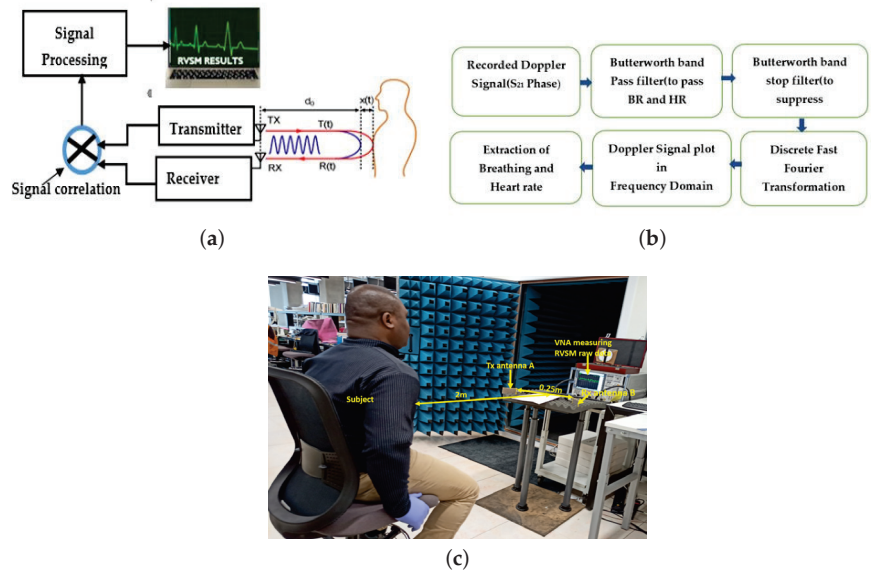 Signal
Processing
RVSM RESULTS
d₀
x(t)
Transmitter
TX
T(t)
Signal correlation
Receiver
RX
R(t)
(a)
Recorded Doppler
Signal(S₂₁ Phase)
Butterworth band
Pass filter(to pass
BR and HR
Butterworth band
stop filter(to
suppress
Extraction of
Breathing and
Heart rate
Doppler Signal plot
in
Frequency Domain
Discrete Fast
Fourier
Transformation
(b)
VNA measuring
RVSM raw data
Tx antenna A
0.25m
Rx antenna B
Subject
2m
(c)